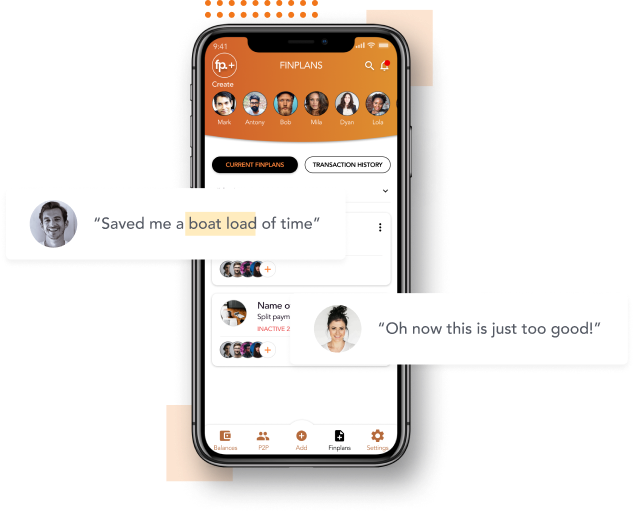 9:41
fp.+
FINPLANS
Create
Mark Antony Bob Mila Dyan Lola
CURRENT FINPLANS TRANSACTION HISTORY
“Saved me a boat load of time”
+
Name o
Split paym
INACTIVE 2
“Oh now this is just too good!”
+
Balances P2P Add Finplans Settings